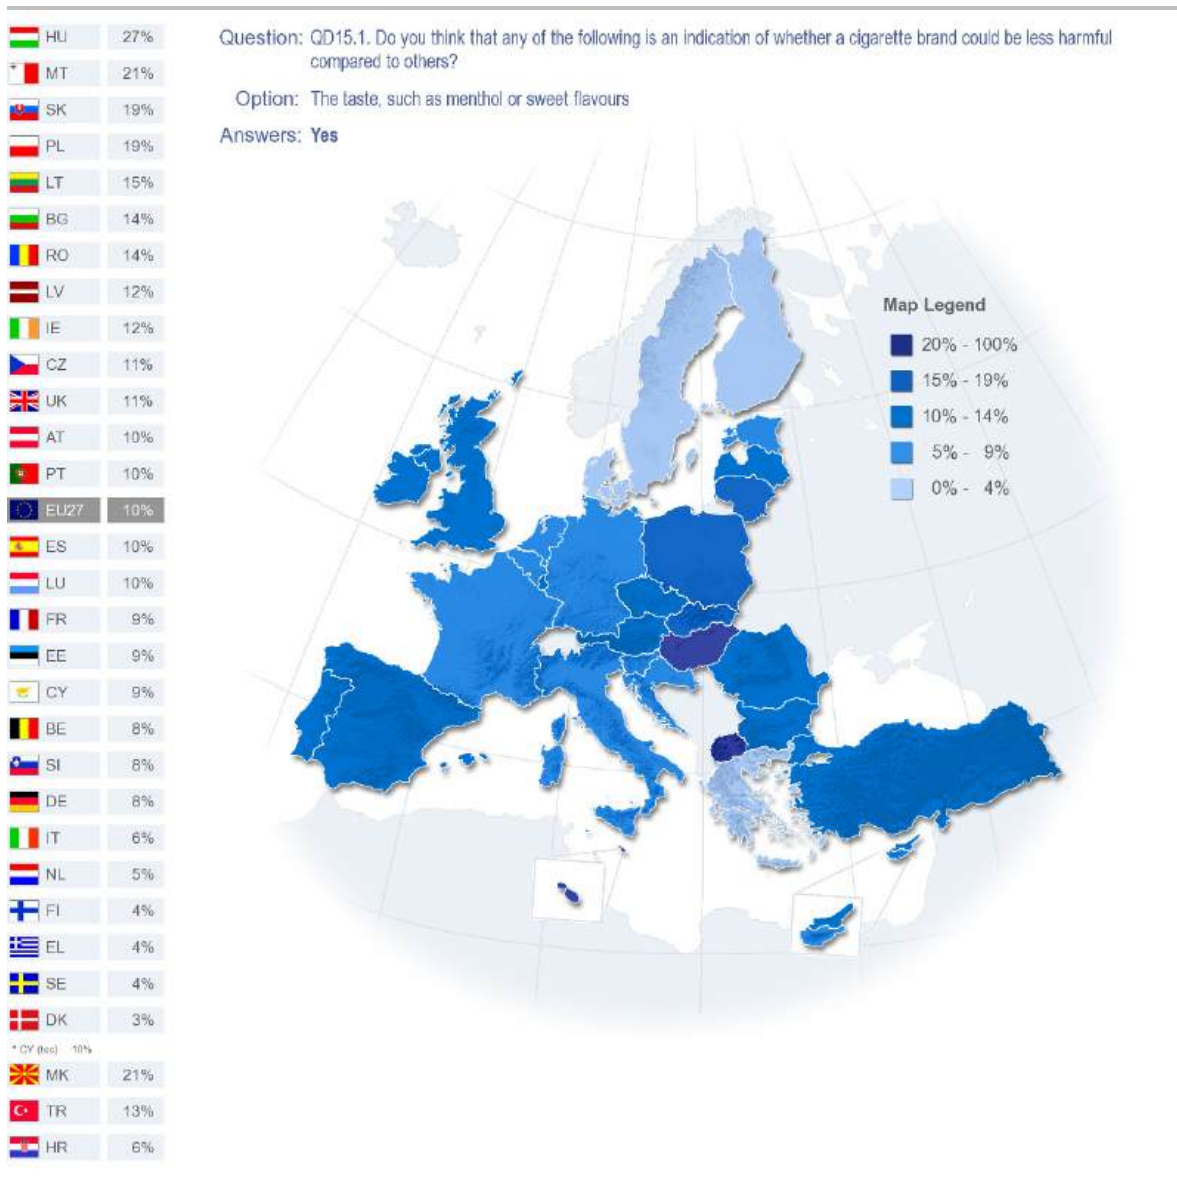 HU 27%
MT 21%
SK 19%
PL 19%
LT 15%
BG 14%
RO 14%
LV 12%
IE 12%
CZ 11%
UK 11%
AT 10%
PT 10%
EU27 10%
ES 10%
LU 10%
FR 9%
EE 9%
CY 9%
BE 8%
SI 8%
DE 8%
IT 6%
NL 5%
FI 4%
EL 4%
SE 4%
DK 3%
* CY (tcc) 10%
MK 21%
TR 13%
HR 6%
Question: QD15.1. Do you think that any of the following is an indication of whether a cigarette brand could be less harmful
compared to others?
Option: The taste, such as menthol or sweet flavours
Answers: Yes
Map Legend
20% - 100%
15% - 19%
10% - 14%
5% - 9%
0% - 4%